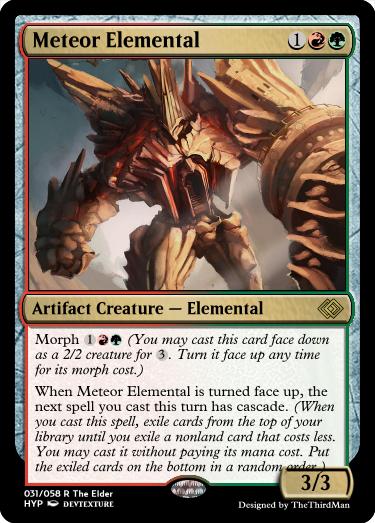 Meteor Elemental 1
Artifact Creature — Elemental
Morph 1 (You may cast this card face down
as a 2/2 creature for 3. Turn it face up any time
for its morph cost.)
When Meteor Elemental is turned face up, the
next spell you cast this turn has cascade. (When
you cast this spell, exile cards from the top of your
library until you exile a nonland card that costs less.
You may cast it without paying its mana cost. Put
the exiled cards on the bottom in a random order.)
3/3
031/058 R The Elder
HYP DEVTEXTURE Designed by TheThirdMan